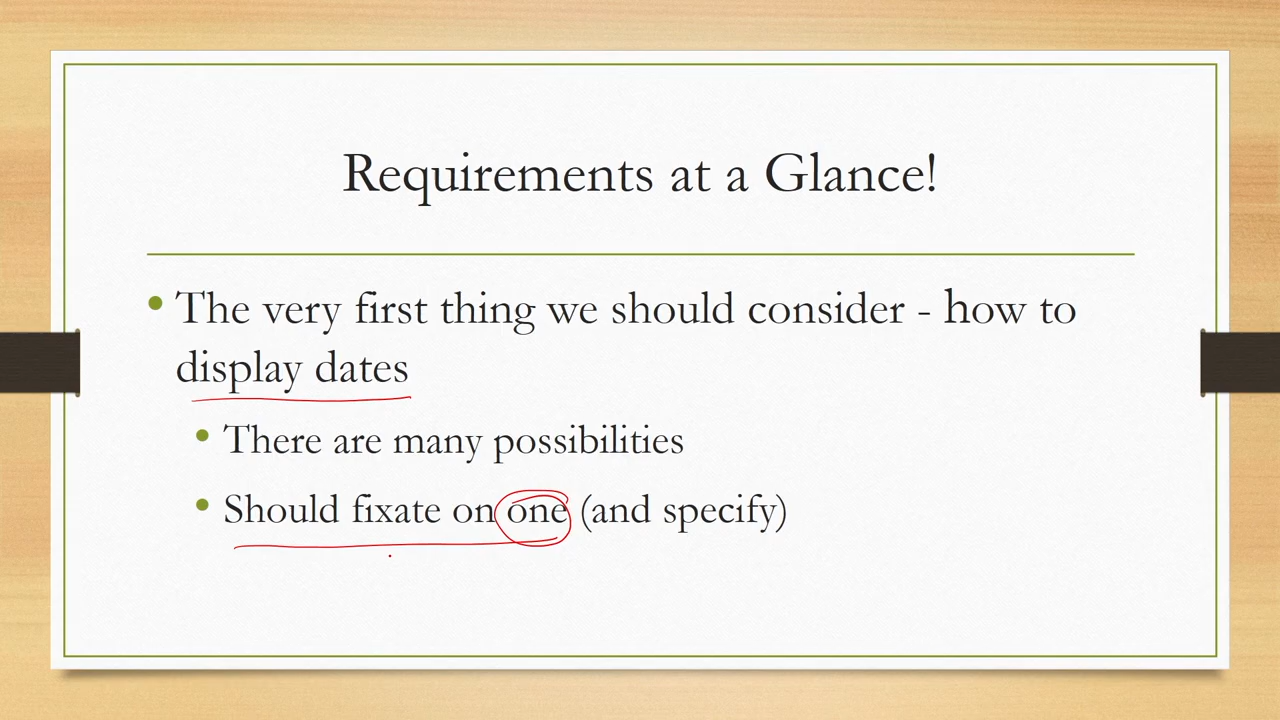 Requirements at a Glance!
• The very first thing we should consider - how to
display dates
• There are many possibilities
• Should fixate on one (and specify)